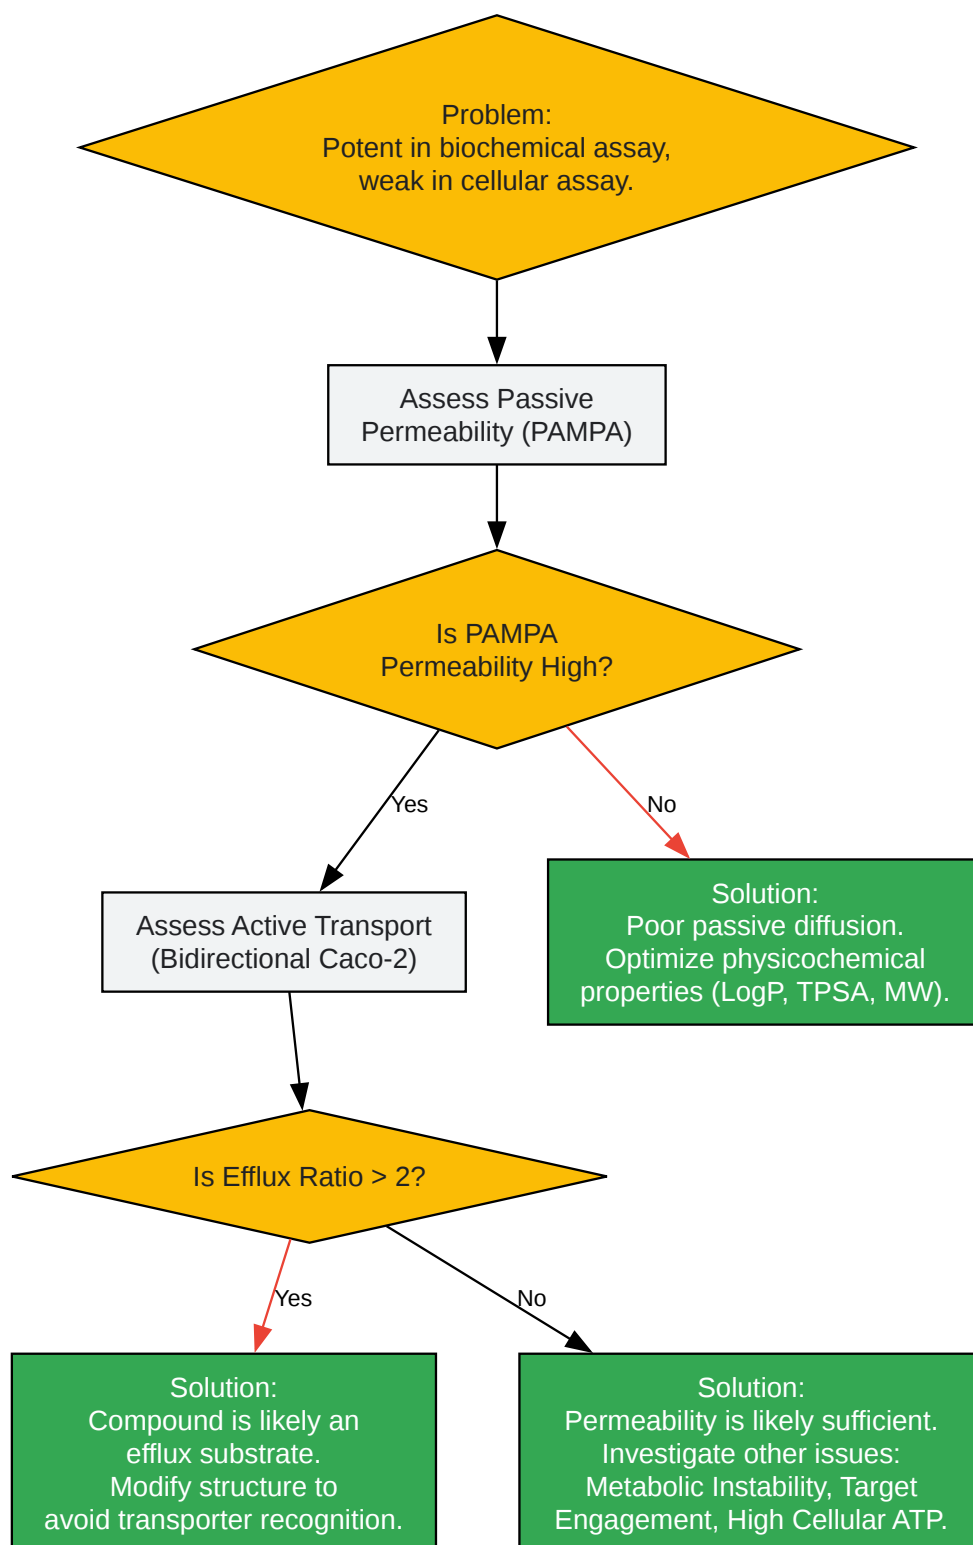 Problem:
Potent in biochemical assay,
weak in cellular assay.
Assess Passive
Permeability (PAMPA)
Is PAMPA
Permeability High?
Yes
No
Solution:
Poor passive diffusion.
Optimize physicochemical
properties (LogP, TPSA, MW).
Assess Active Transport
(Bidirectional Caco-2)
Is Efflux Ratio > 2?
Yes
No
Solution:
Compound is likely an
efflux substrate.
Modify structure to
avoid transporter recognition.
Solution:
Permeability is likely sufficient.
Investigate other issues:
Metabolic Instability, Target
Engagement, High Cellular ATP.